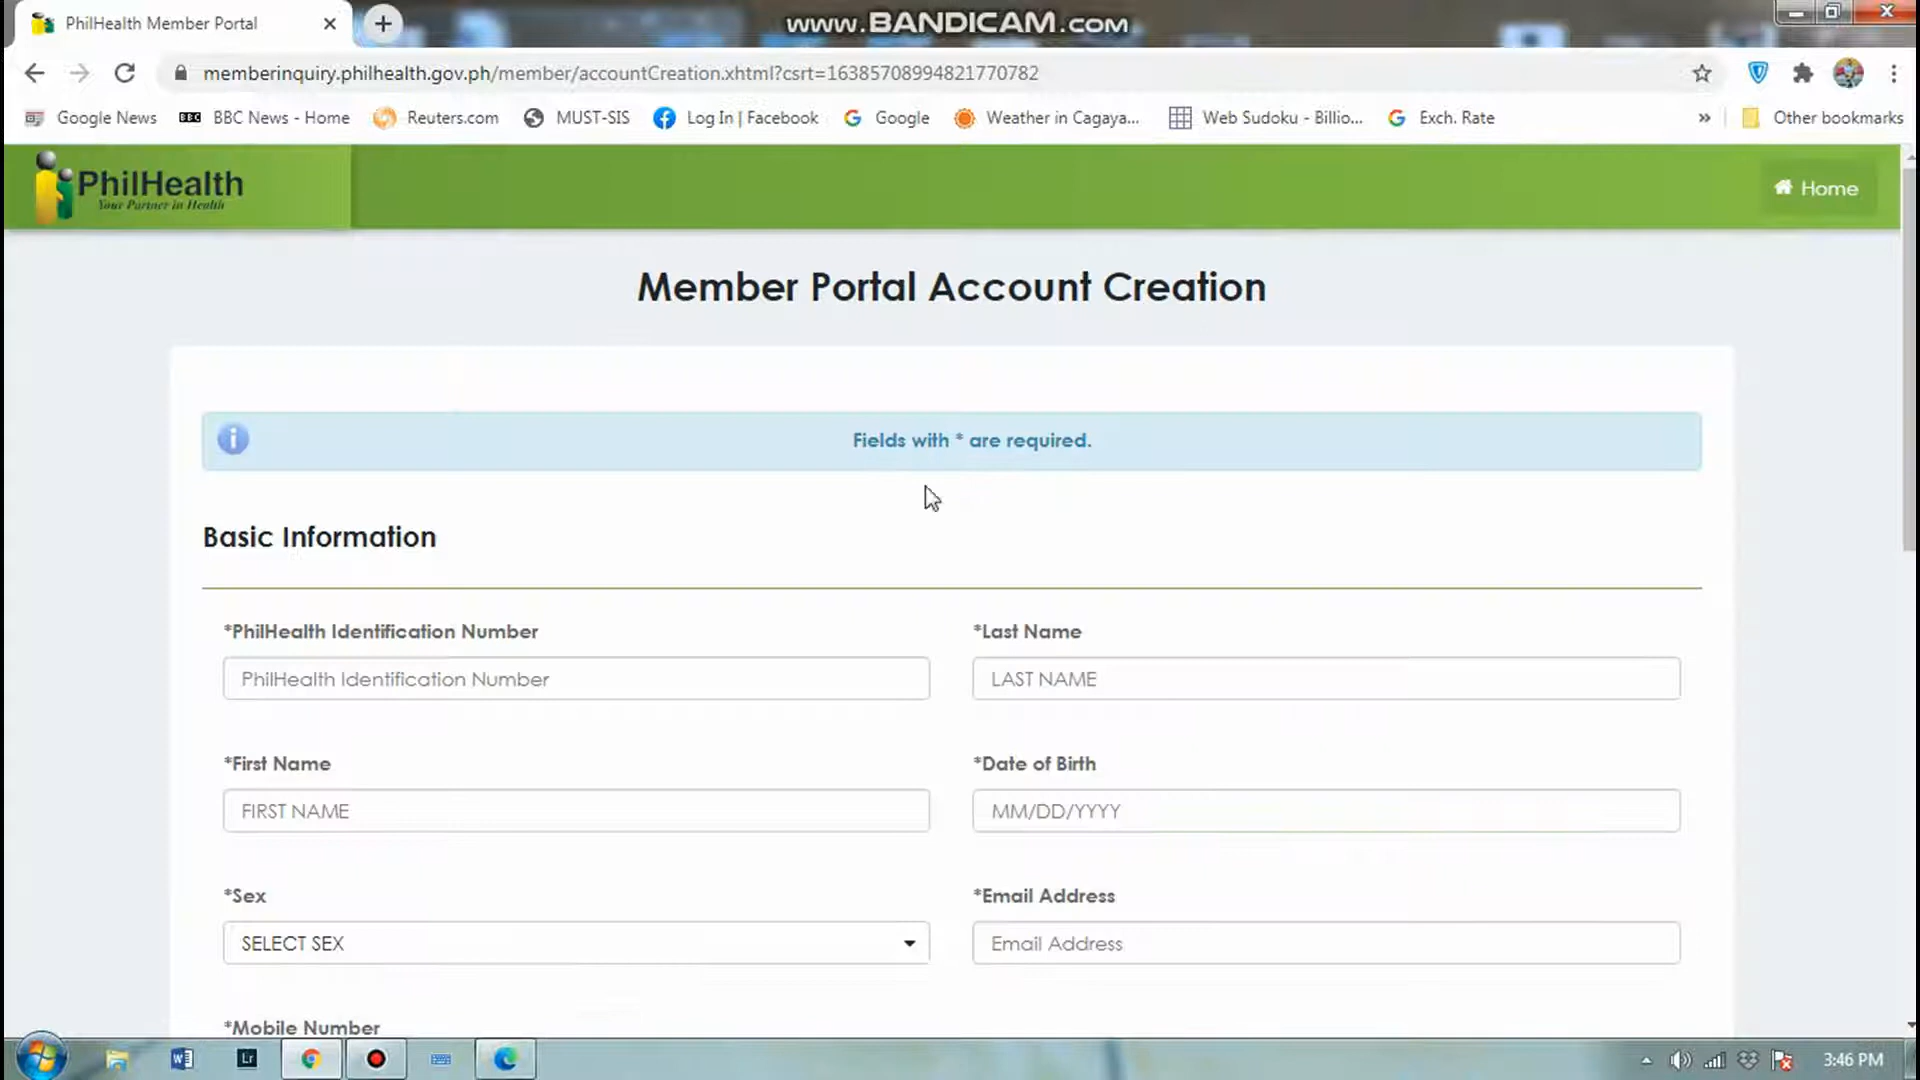 PhilHealth Member Portal
www.BANDICAM.com
memberinquiry.philhealth.gov.ph/member/accountCreation.xhtml?csrt=16385708994821770782
Google News
BBC
BBC News - Home
Reuters.com
MUST-SIS
Log In | Facebook
Google
Weather in Cagaya...
Web Sudoku - Billio...
Exch. Rate
»
Other bookmarks
PhilHealth
Your Partner in Health
Home
Member Portal Account Creation
Fields with * are required.
Basic Information
*PhilHealth Identification Number
*Last Name
PhilHealth Identification Number
LAST NAME
*First Name
*Date of Birth
FIRST NAME
MM/DD/YYYY
*Sex
*Email Address
SELECT SEX
Email Address
*Mobile Number
Lr
3:46 PM